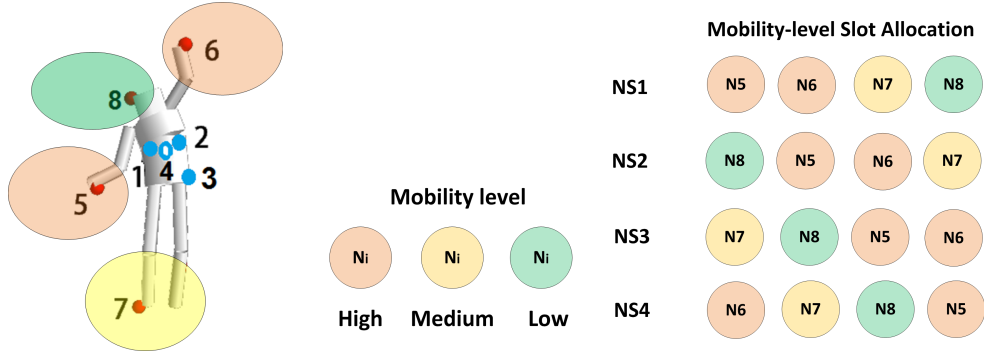 6
8
2
1
4
3
5
7
Mobility level
Ni Ni Ni
High Medium Low
Mobility-level Slot Allocation
NS1 N5 N6 N7 N8
NS2 N8 N5 N6 N7
NS3 N7 N8 N5 N6
NS4 N6 N7 N8 N5